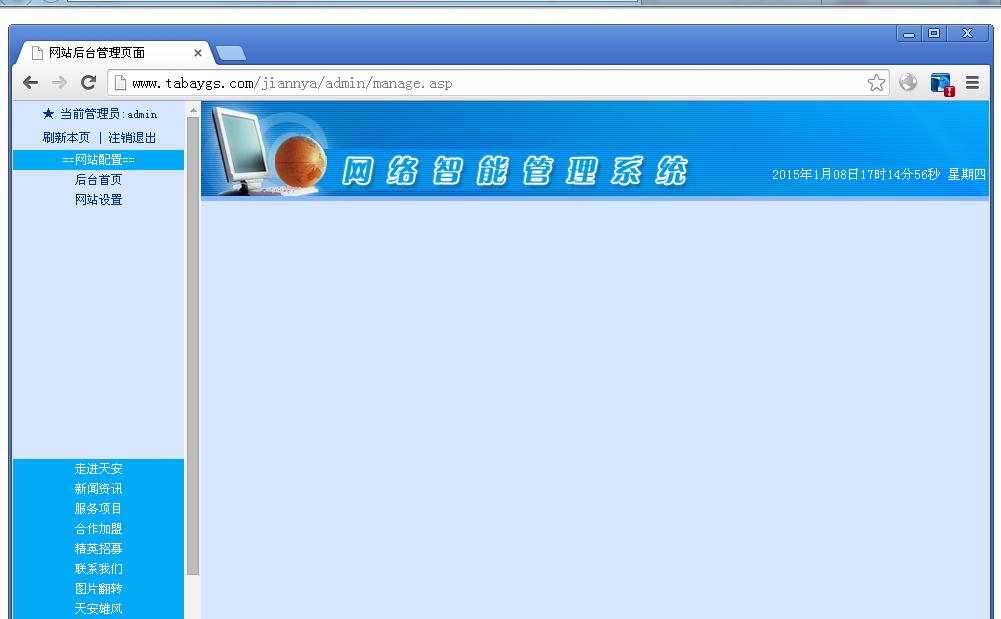 网站后台管理页面
www.tabaygs.com/jiannya/admin/manage.asp
1
★ 当前管理员:admin
刷新本页 | 注销退出
==网站配置==
后台首页
网站设置
网络智能管理系统
2015年1月08日17时14分56秒 星期四
走进天安
新闻资讯
服务项目
合作加盟
精英招募
联系我们
图片翻转
天安雄风